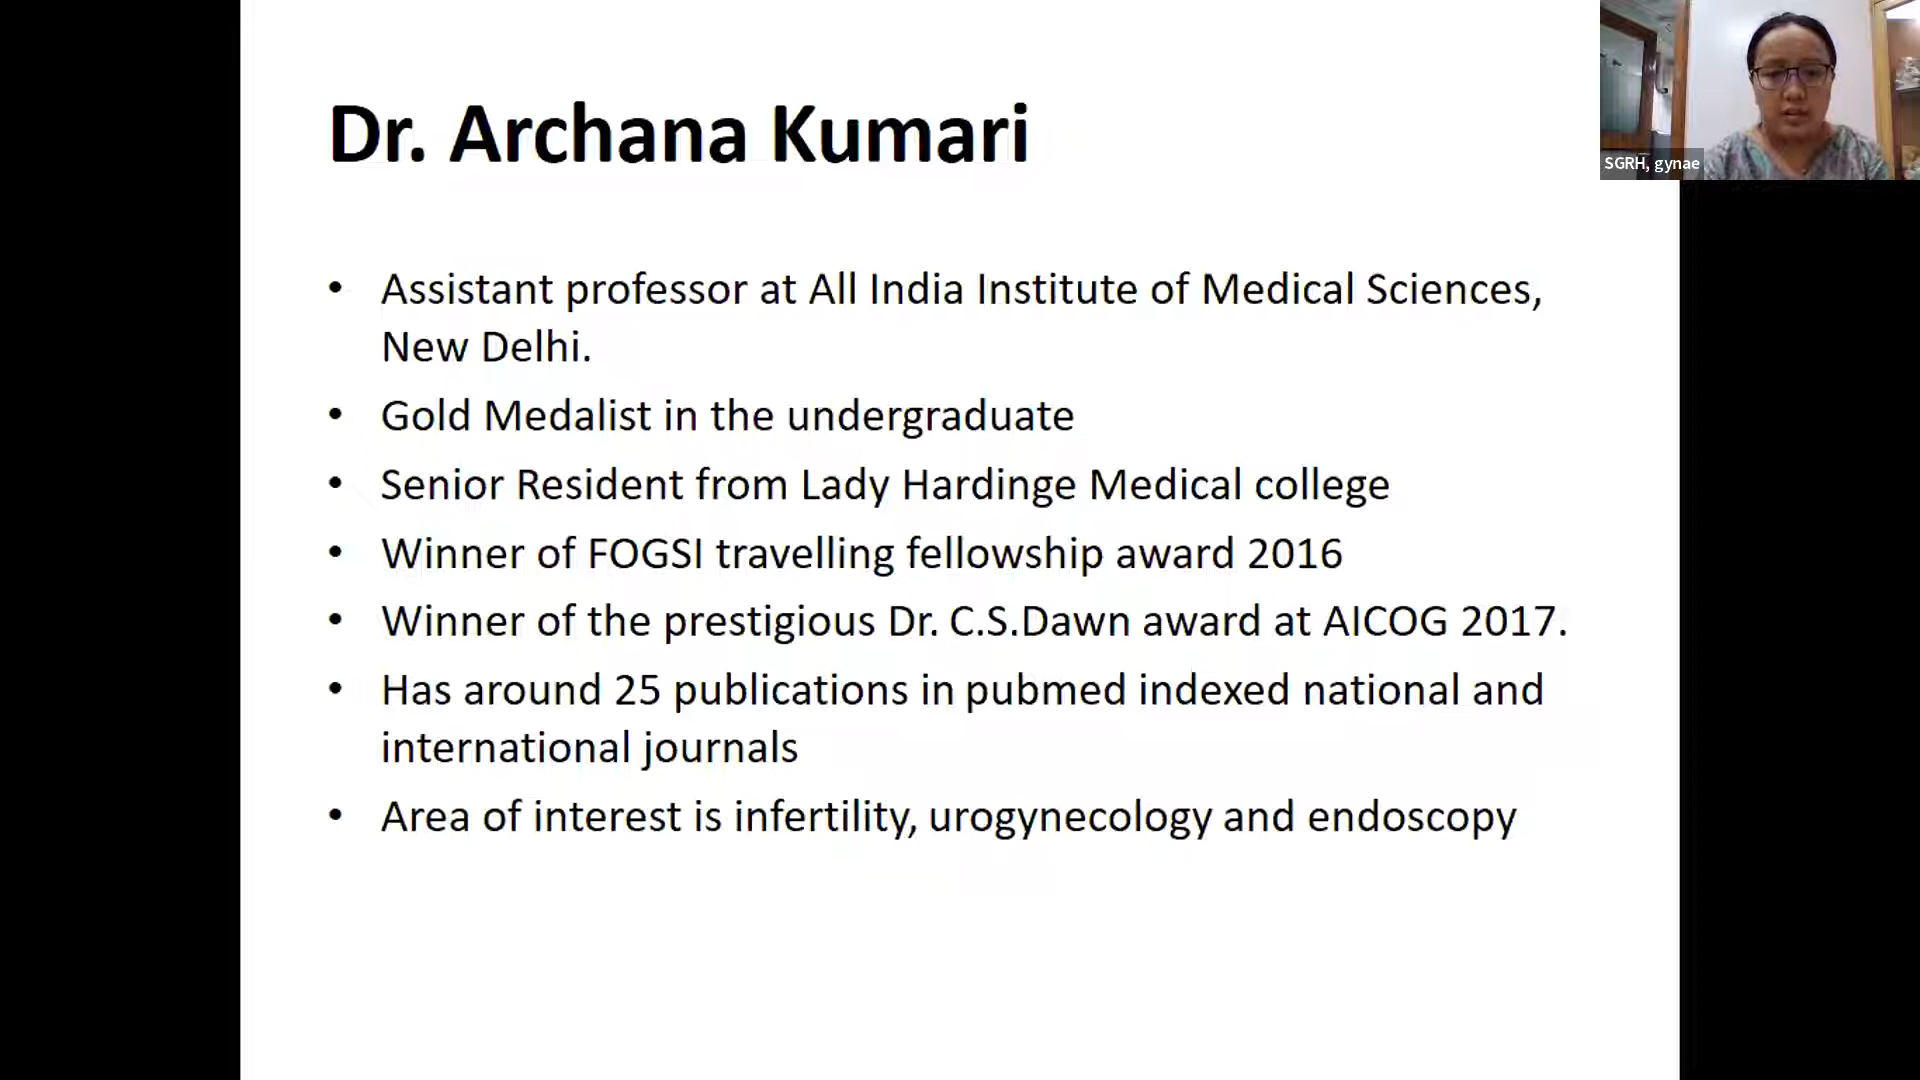 Dr. Archana Kumari
SGRH, gynae
• Assistant professor at All India Institute of Medical Sciences,
New Delhi.
• Gold Medalist in the undergraduate
• Senior Resident from Lady Hardinge Medical college
• Winner of FOGSI travelling fellowship award 2016
• Winner of the prestigious Dr. C.S.Dawn award at AICOG 2017.
• Has around 25 publications in pubmed indexed national and
international journals
• Area of interest is infertility, urogynecology and endoscopy